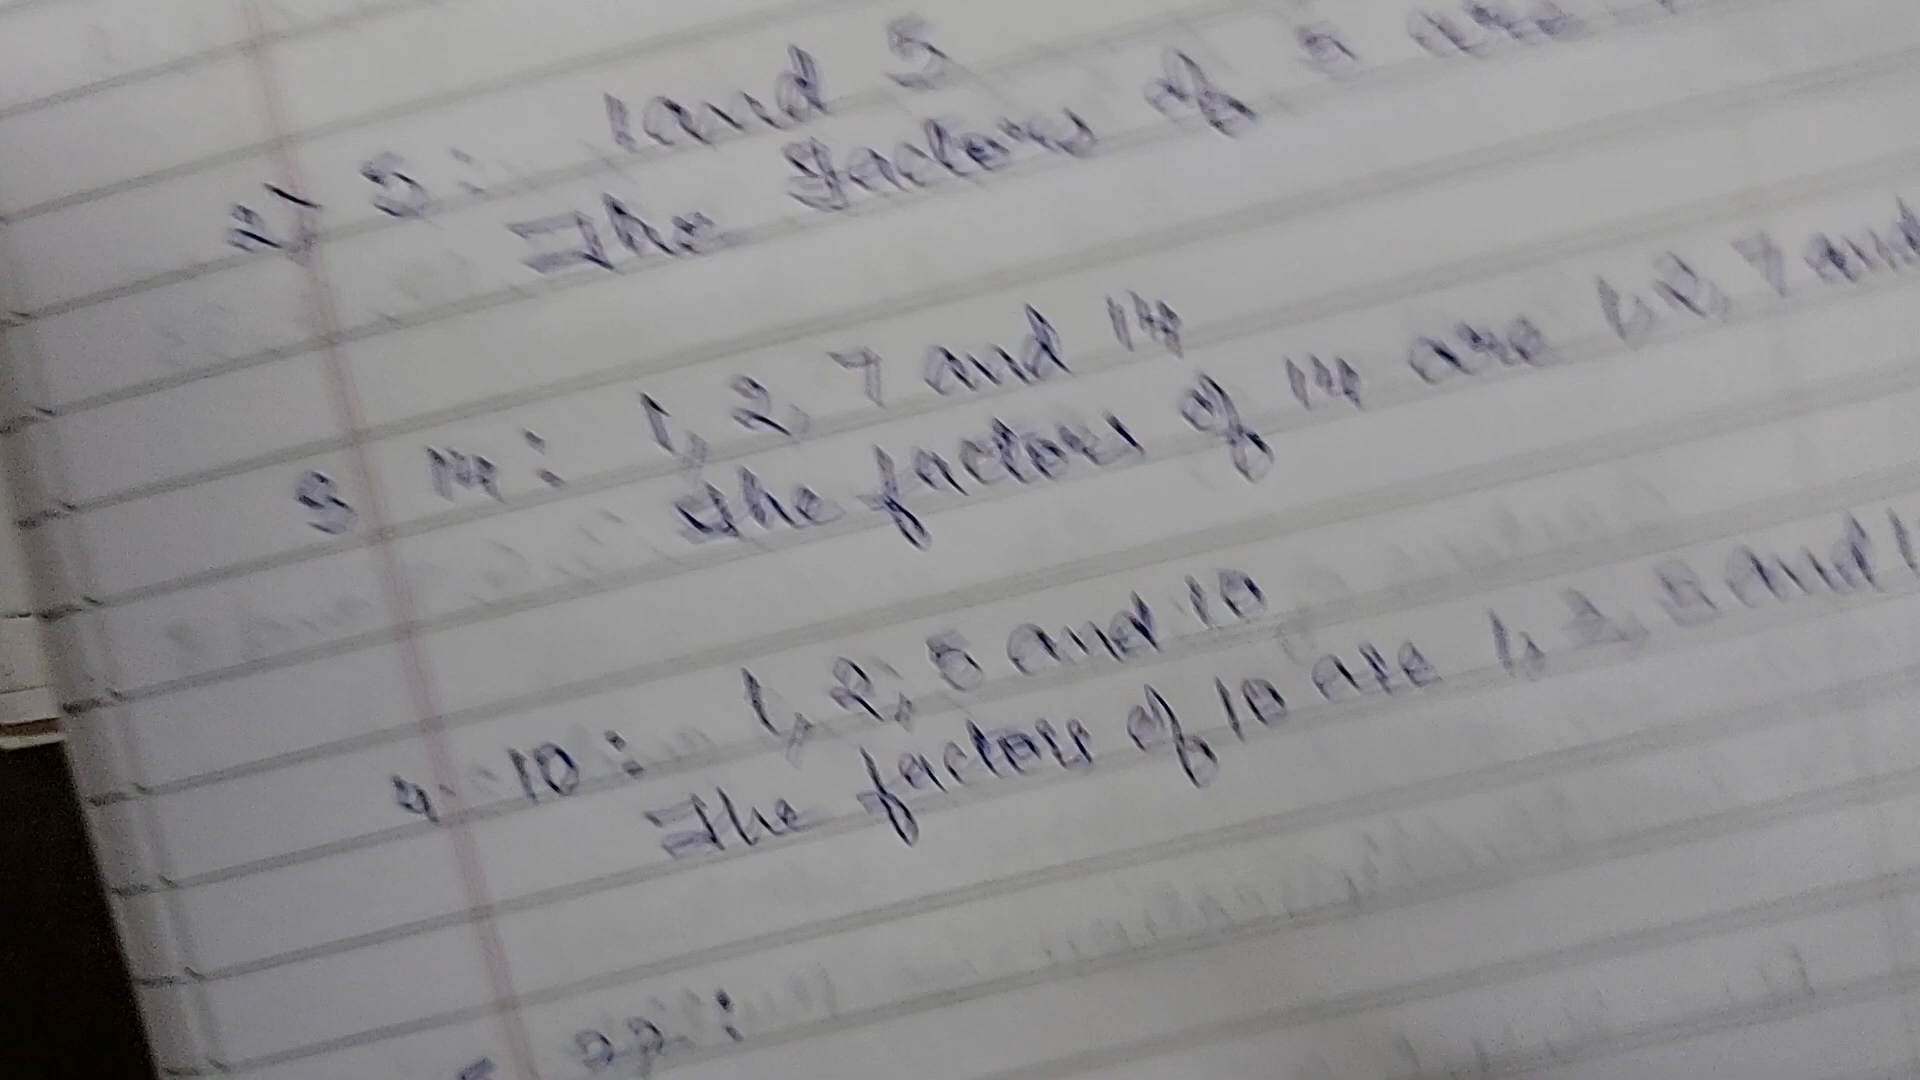 2) 5: 1 and 5
The factors of 5 are
3 14: 1, 2, 7 and 14
The factors of 14 are 1, 2, 7 and
4. 10: 1, 2, 5 and 10
The factors of 10 are 1, 2, 5 and 1
5 22: